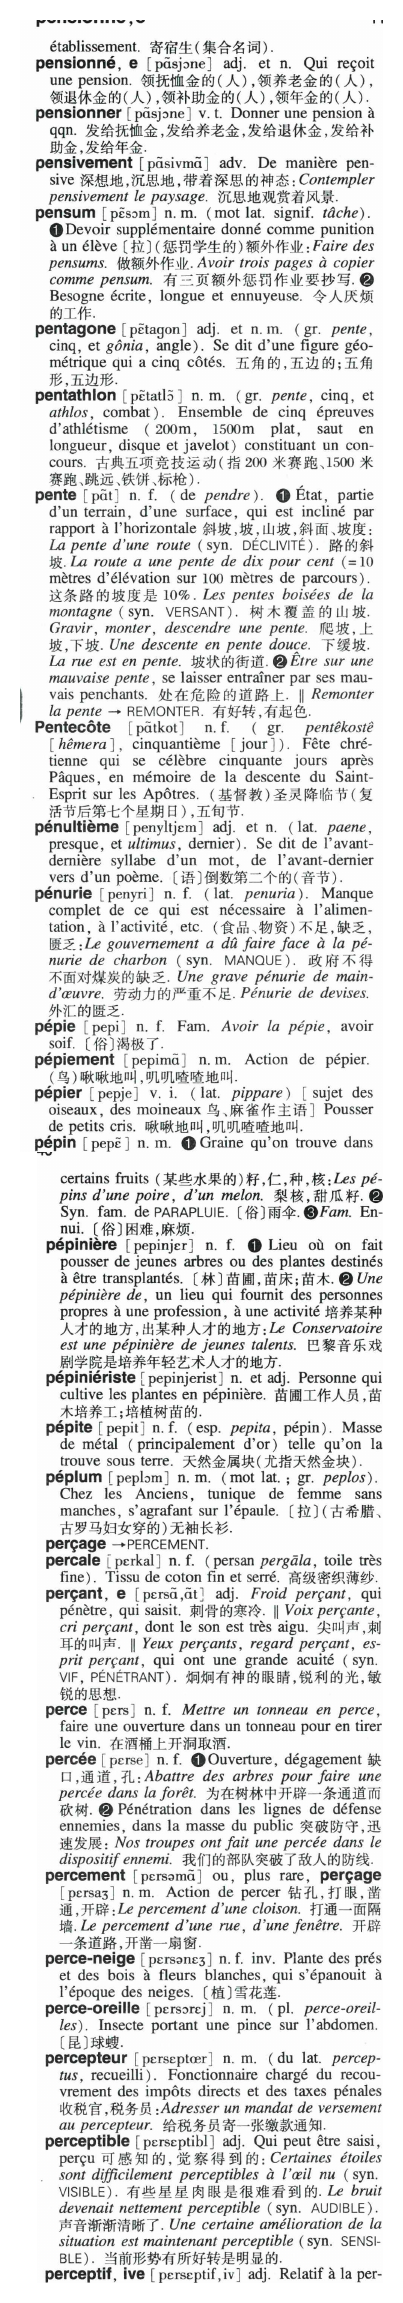 établissement. 寄宿生(集合名词).
pensionné, e [pɑ̃sjɔne] adj. et n. Qui reçoit
une pension. 领抚恤金的(人),领养老金的(人),
领退休金的(人),领补助金的(人),领年金的(人).
pensionner [pɑ̃sjɔne] v. t. Donner une pension à
qqn. 发给抚恤金,发给养老金,发给退休金,发给补
助金,发给年金.
pensivement [pɑ̃sivmɑ̃] adv. De manière pen-
sive 深想地,沉思地,带着深思的神态:Contempler
pensivement le paysage. 沉思地观赏着风景.
pensum [pɛ̃sɔm] n. m. (mot lat. signif. tâche).
❶Devoir supplémentaire donné comme punition
à un élève [拉](惩罚学生的)额外作业:Faire des
pensums. 做额外作业. Avoir trois pages à copier
comme pensum. 有三页额外惩罚作业要抄写. ❷
Besogne écrite, longue et ennuyeuse. 令人厌烦
的工作.
pentagone [pɛ̃tagɔn] adj. et n. m. (gr. pente,
cinq, et gônia, angle). Se dit d'une figure géo-
métrique qui a cinq côtés. 五角的,五边的;五角
形,五边形.
pentathlon [pɛ̃tatlɔ̃] n. m. (gr. pente, cinq, et
athlos, combat). Ensemble de cinq épreuves
d'athlétisme (200m, 1500m plat, saut en
longueur, disque et javelot) constituant un con-
cours. 古典五项竞技运动(指 200 米赛跑、1500 米
赛跑、跳远、铁饼、标枪).
pente [pɑ̃t] n. f. (de pendre). ❶ État, partie
d'un terrain, d'une surface, qui est incliné par
rapport à l'horizontale 斜坡,坡,山坡,斜面、坡度:
La pente d'une route (syn. DÉCLIVITÉ). 路的斜
坡. La route a une pente de dix pour cent (=10
mètres d'élévation sur 100 mètres de parcours).
这条路的坡度是 10%. Les pentes boisées de la
montagne (syn. VERSANT). 树木覆盖的山坡.
Gravir, monter, descendre une pente. 爬坡,上
坡,下坡. Une descente en pente douce. 下缓坡.
La rue est en pente. 坡状的街道. ❷ Être sur une
mauvaise pente, se laisser entraîner par ses mau-
vais penchants. 处在危险的道路上. ‖ Remonter
la pente → REMONTER. 有好转,有起色.
Pentecôte [pɑ̃tkot] n. f. ( gr. pentêkostê
[hêmera], cinquantième [jour]). Fête chré-
tienne qui se célèbre cinquante jours après
Pâques, en mémoire de la descente du Saint-
Esprit sur les Apôtres. (基督教)圣灵降临节(复
活节后第七个星期日),五旬节.
pénultième [penyltjɛm] adj. et n. (lat. paene,
presque, et ultimus, dernier). Se dit de l'avant-
dernière syllabe d'un mot, de l'avant-dernier
vers d'un poème. [语]倒数第二个的(音节).
pénurie [penyri] n. f. (lat. penuria). Manque
complet de ce qui est nécessaire à l'alimen-
tation, à l'activité, etc. (食品、物资)不足,缺乏,
匮乏:Le gouvernement a dû faire face à la pé-
nurie de charbon (syn. MANQUE). 政府不得
不面对煤炭的缺乏. Une grave pénurie de main-
d'œuvre. 劳动力的严重不足. Pénurie de devises.
外汇的匮乏.
pépie [pepi] n. f. Fam. Avoir la pépie, avoir
soif. [俗]渴极了.
pépiement [pepimɑ̃] n. m. Action de pépier.
(鸟)啾啾地叫,叽叽喳喳地叫.
pépier [pepje] v. i. (lat. pippare) [sujet des
oiseaux, des moineaux 鸟、麻雀作主语] Pousser
de petits cris. 啾啾地叫,叽叽喳喳地叫.
pépin [pepɛ̃] n. m. ❶Graine qu'on trouve dans
certains fruits (某些水果的)籽,仁,种,核:Les pé-
pins d'une poire, d'un melon. 梨核,甜瓜籽. ❷
Syn. fam. de PARAPLUIE. [俗]雨伞. ❸Fam. En-
nui. [俗]困难,麻烦.
pépinière [pepinjɛr] n. f. ❶ Lieu où on fait
pousser de jeunes arbres ou des plantes destinés
à être transplantés. [林]苗圃,苗床;苗木. ❷ Une
pépinière de, un lieu qui fournit des personnes
propres à une profession, à une activité 培养某种
人才的地方,出某种人才的地方:Le Conservatoire
est une pépinière de jeunes talents. 巴黎音乐戏
剧学院是培养年轻艺术人才的地方.
pépiniériste [pepinjerist] n. et adj. Personne qui
cultive les plantes en pépinière. 苗圃工作人员,苗
木培养工;培植树苗的.
pépite [pepit] n. f. (esp. pepita, pépin). Masse
de métal (principalement d'or) telle qu'on la
trouve sous terre. 天然金属块(尤指天然金块).
péplum [peplɔm] n. m. (mot lat.; gr. peplos).
Chez les Anciens, tunique de femme sans
manches, s'agrafant sur l'épaule. [拉](古希腊、
古罗马妇女穿的)无袖长衫.
perçage →PERCEMENT.
percale [pɛrkal] n. f. (persan pergāla, toile très
fine). Tissu de coton fin et serré. 高级密织薄纱.
perçant, e [pɛrsɑ̃,ɑ̃t] adj. Froid perçant, qui
pénètre, qui saisit. 刺骨的寒冷. ‖ Voix perçante,
cri perçant, dont le son est très aigu. 尖叫声,刺
耳的叫声. ‖ Yeux perçants, regard perçant, es-
prit perçant, qui ont une grande acuité (syn.
VIF, PÉNÉTRANT). 炯炯有神的眼睛,锐利的光,敏
锐的思想.
perce [pɛrs] n. f. Mettre un tonneau en perce,
faire une ouverture dans un tonneau pour en tirer
le vin. 在酒桶上开洞取酒.
percée [pɛrse] n. f. ❶Ouverture, dégagement 缺
口,通道,孔:Abattre des arbres pour faire une
percée dans la forêt. 为在树林中开辟一条通道而
砍树. ❷ Pénétration dans les lignes de défense
ennemies, dans la masse du public 突破防守,迅
速发展: Nos troupes ont fait une percée dans le
dispositif ennemi. 我们的部队突破了敌人的防线.
percement [pɛrsəmɑ̃] ou, plus rare, perçage
[pɛrsaʒ] n. m. Action de percer 钻孔,打眼,凿
通,开辟:Le percement d'une cloison. 打通一面隔
墙. Le percement d'une rue, d'une fenêtre. 开辟
一条道路,开凿一扇窗.
perce-neige [pɛrsənɛʒ] n. f. inv. Plante des prés
et des bois à fleurs blanches, qui s'épanouit à
l'époque des neiges. [植]雪花莲.
perce-oreille [pɛrsɔrɛj] n. m. (pl. perce-oreil-
les). Insecte portant une pince sur l'abdomen.
[昆]球螋.
percepteur [pɛrsɛptœr] n. m. (du lat. percep-
tus, recueilli). Fonctionnaire chargé du recou-
vrement des impôts directs et des taxes pénales
收税官,税务员:Adresser un mandat de versement
au percepteur. 给税务员寄一张缴款通知.
perceptible [pɛrsɛptibl] adj. Qui peut être saisi,
perçu 可感知的,觉察得到的: Certaines étoiles
sont difficilement perceptibles à l'œil nu (syn.
VISIBLE). 有些星星肉眼是很难看到的. Le bruit
devenait nettement perceptible (syn. AUDIBLE).
声音渐渐清晰了. Une certaine amélioration de la
situation est maintenant perceptible (syn. SENSI-
BLE). 当前形势有所好转是明显的.
perceptif, ive [pɛrsɛptif,iv] adj. Relatif à la per-